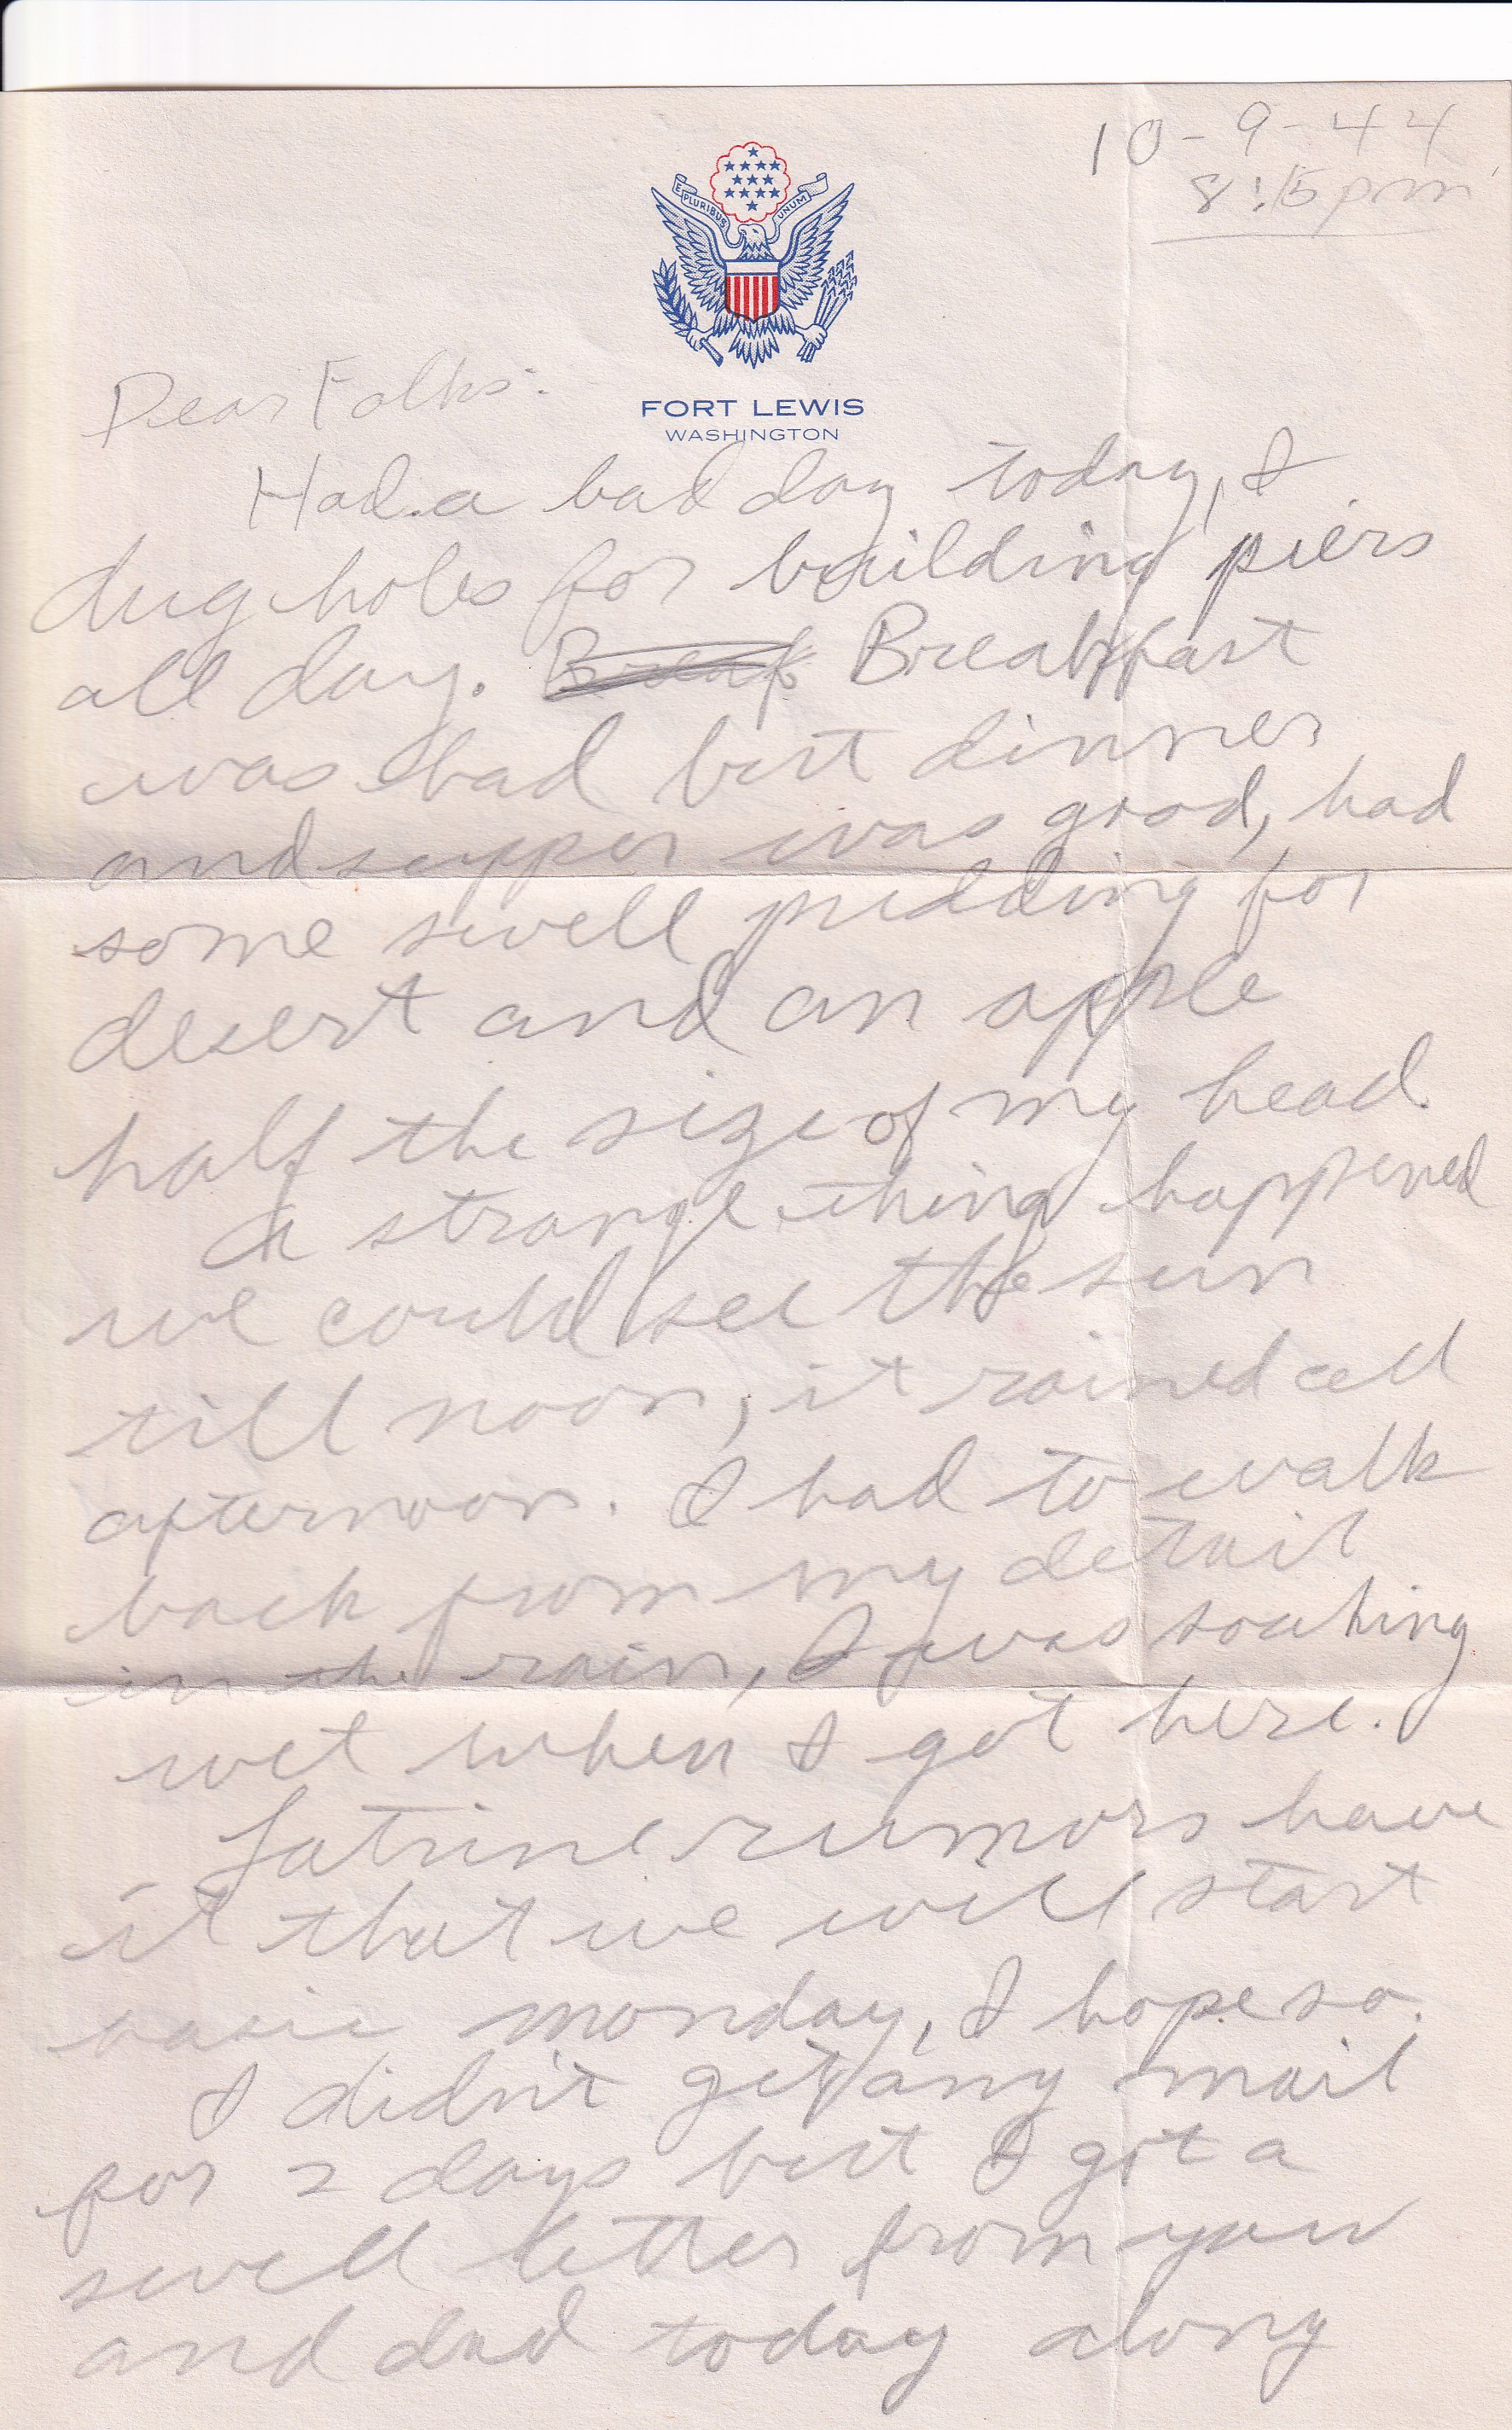 10-9-44
8:15 pm
E PLURIBUS UNUM
FORT LEWIS
WASHINGTON
Dear Folks:
Had a bad day today, I
dug holes for building piers
all day. Break Breakfast
was bad but dinner
and supper was good, had
some swell pudding for
desert and an apple
half the size of my head.
A strange thing happened
we could see the sun
till noon, it rained all
afternoon. I had to walk
back from my detail
in the rain, I was soaking
wet when I got here.
Latrine rumors have
it that we will start
basic monday, I hope so.
I didn't get any mail
for 2 days but I got a
swell letter from you
and dad today along